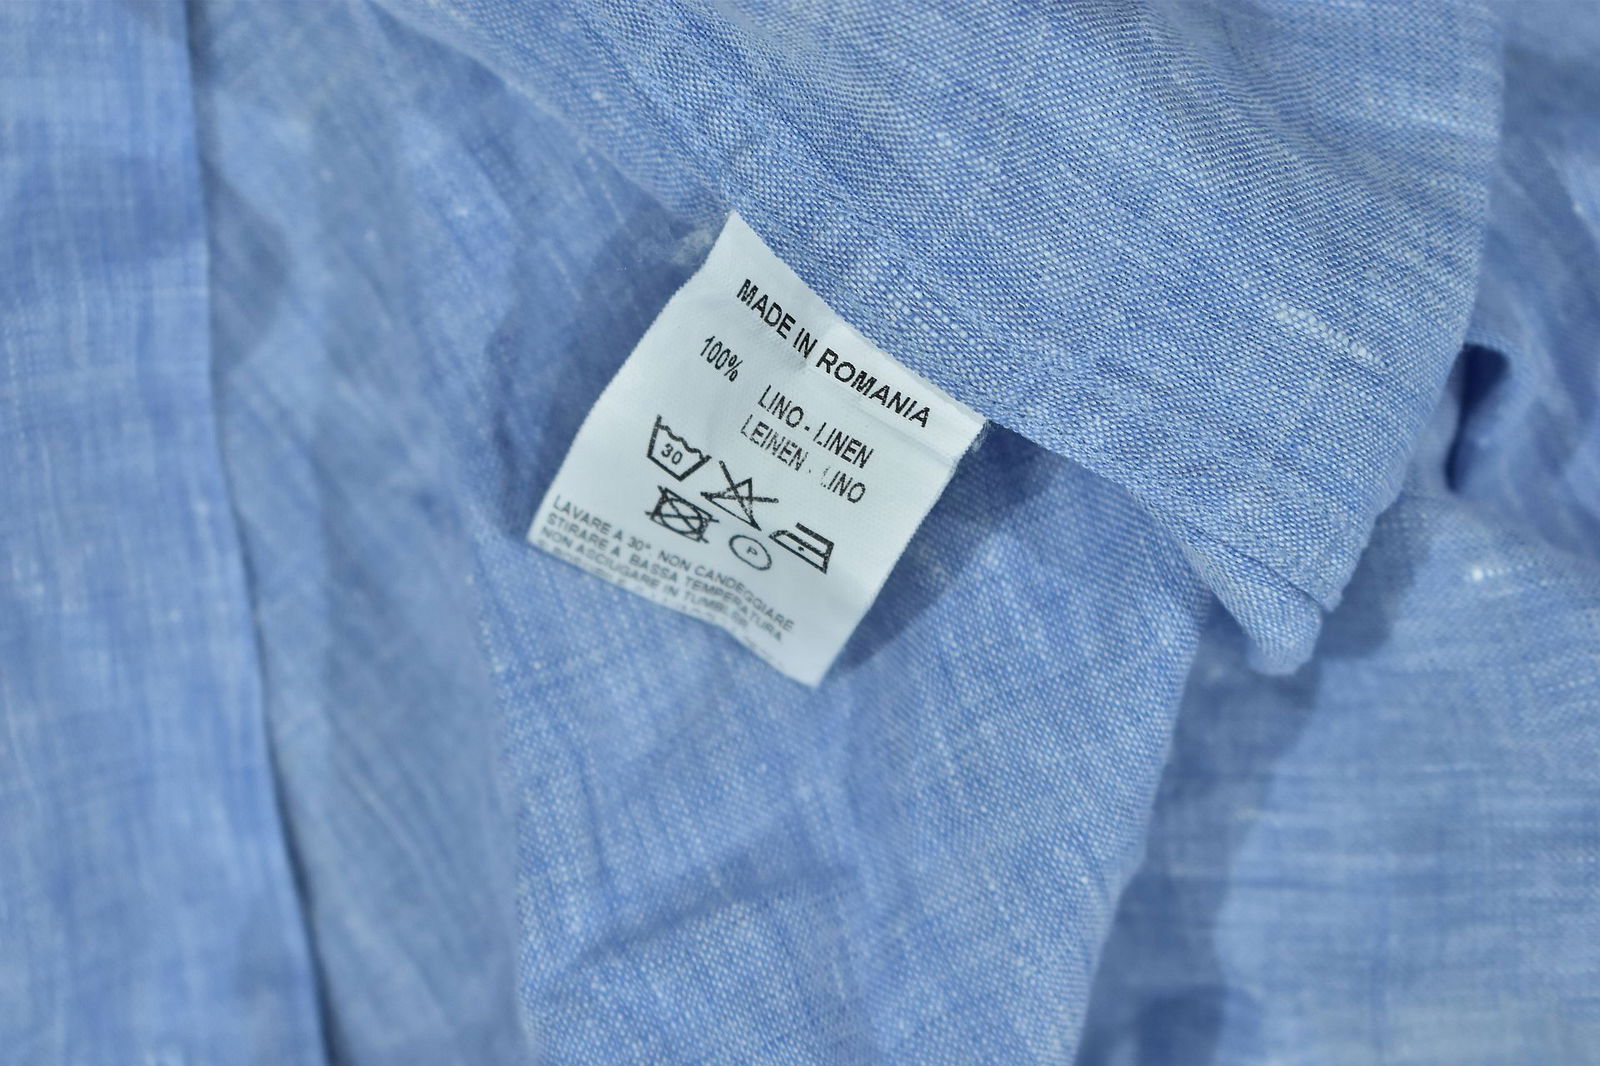 MADE IN ROMANIA
100%
LINO - LINEN
LEINEN - LINO
30
P
LAVARE A 30°. NON CANDEGGIARE
STIRARE A BASSA TEMPERATURA
NON ASCIUGARE IN TUMBLER